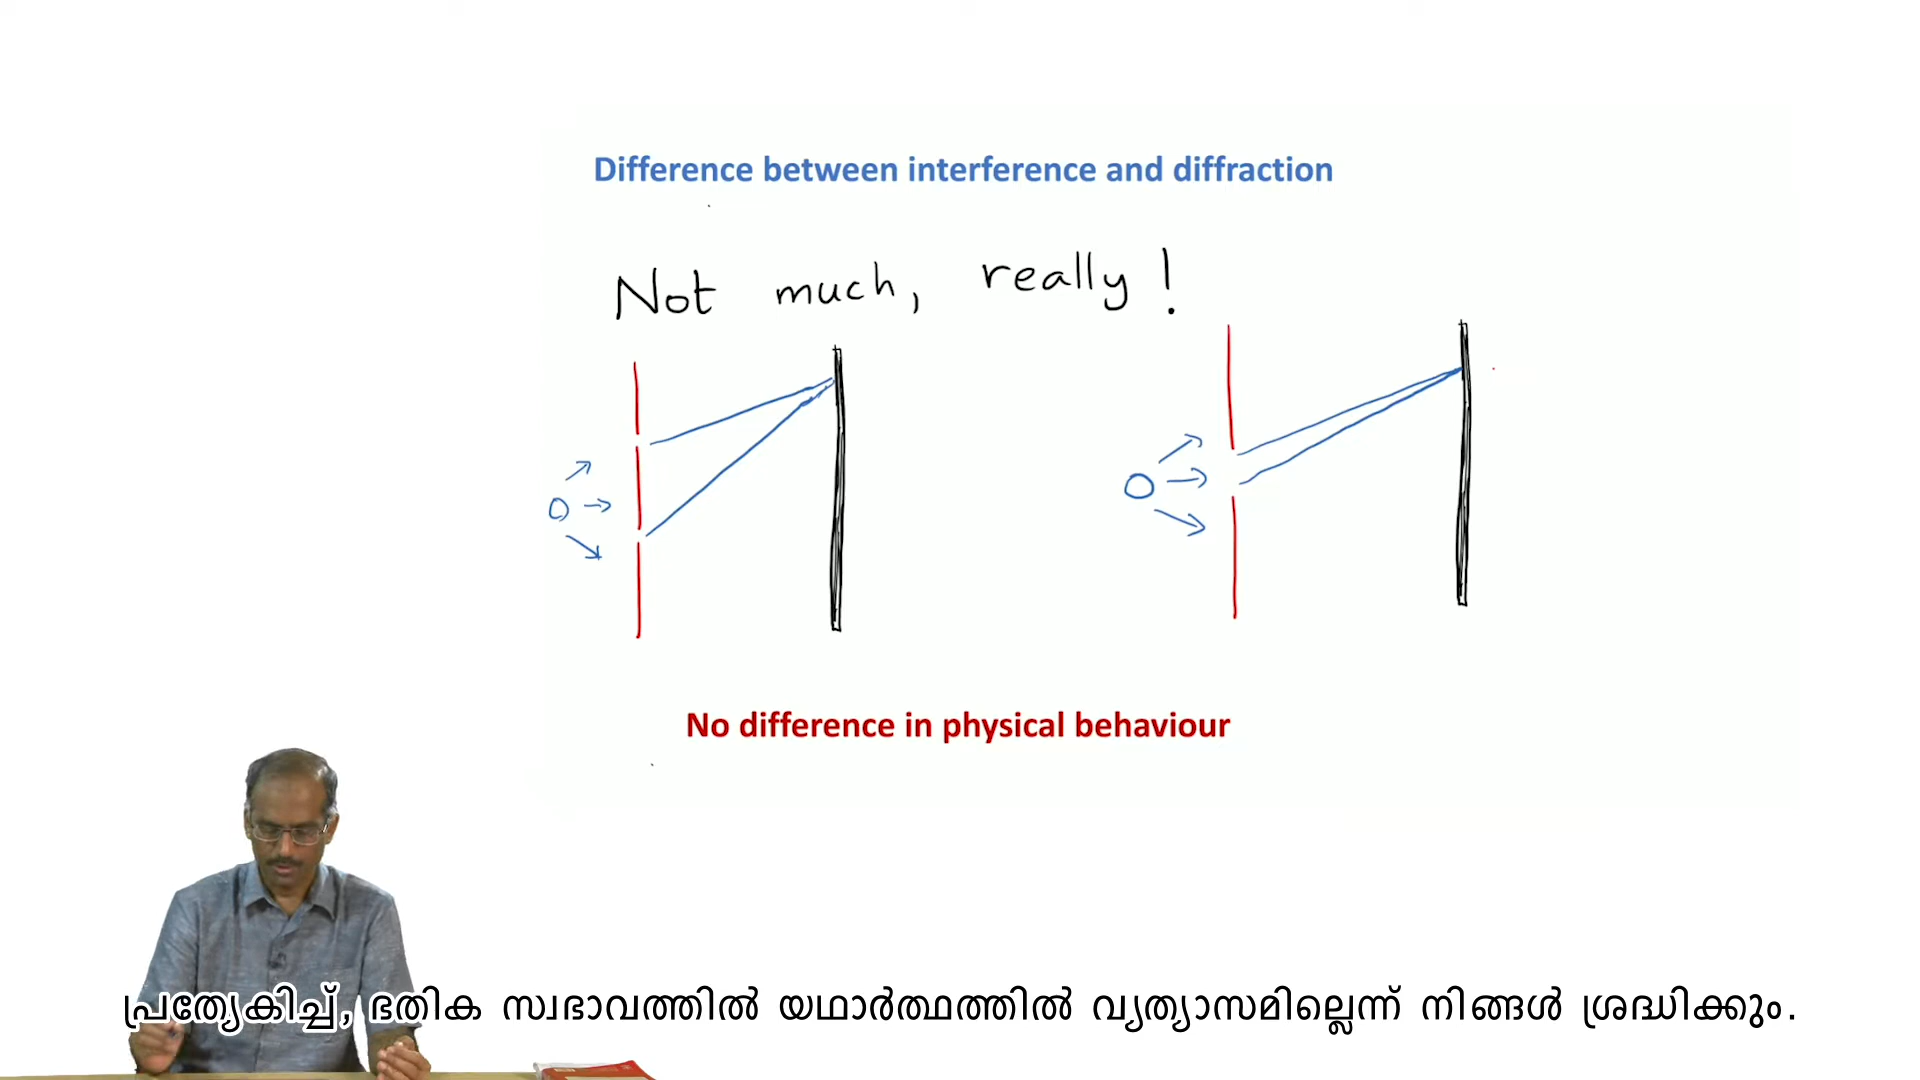 Difference between interference and diffraction
Not much, really!
No difference in physical behaviour
പ്രത്യേകിച്ച്, ഭതിക സ്വഭാവത്തിൽ യഥാർത്ഥത്തിൽ വ്യത്യാസമില്ലെന്ന് നിങ്ങൾ ശ്രദ്ധിക്കും.